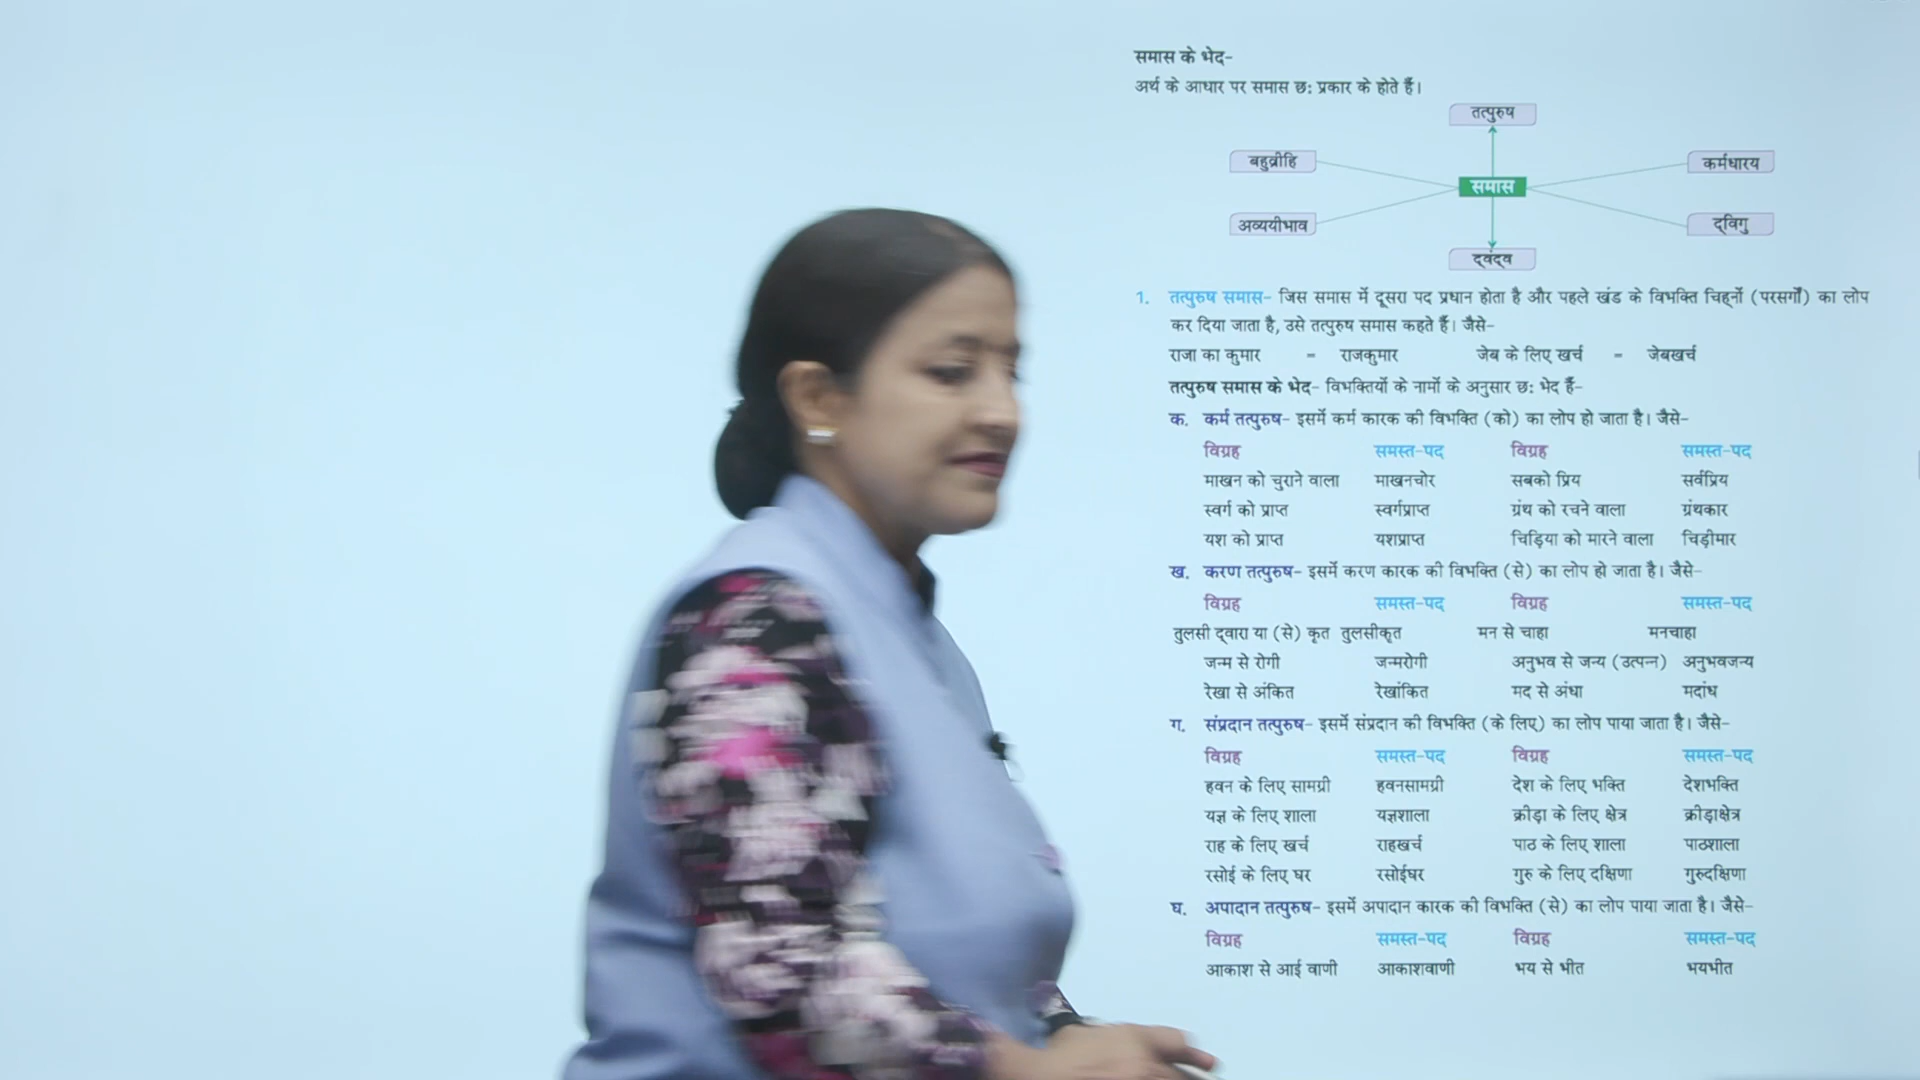 समास के भेद-
अर्थ के आधार पर समास छ: प्रकार के होते हैं।
तत्पुरुष
बहुव्रीहि
कर्मधारय
समास
अव्ययीभाव
द्‌विगु
द्‌वंद्‌व
1. तत्पुरुष समास- जिस समास में दूसरा पद प्रधान होता है और पहले खंड के विभक्ति चिह्‌नों (परसर्गों) का लोप
कर दिया जाता है, उसे तत्पुरुष समास कहते हैं। जैसे-
राजा का कुमार - राजकुमार जेब के लिए खर्च - जेबखर्च
तत्पुरुष समास के भेद- विभक्तियों के नामों के अनुसार छ: भेद हैं-
क. कर्म तत्पुरुष- इसमें कर्म कारक की विभक्ति (को) का लोप हो जाता है। जैसे-
विग्रह समस्त-पद विग्रह समस्त-पद
माखन को चुराने वाला माखनचोर सबको प्रिय सर्वप्रिय
स्वर्ग को प्राप्त स्वर्गप्राप्त ग्रंथ को रचने वाला ग्रंथकार
यश को प्राप्त यशप्राप्त चिड़िया को मारने वाला चिड़ीमार
ख. करण तत्पुरुष- इसमें करण कारक की विभक्ति (से) का लोप हो जाता है। जैसे-
विग्रह समस्त-पद विग्रह समस्त-पद
तुलसी द्‌वारा या (से) कृत तुलसीकृत मन से चाहा मनचाहा
जन्म से रोगी जन्मरोगी अनुभव से जन्य (उत्पन्न) अनुभवजन्य
रेखा से अंकित रेखांकित मद से अंधा मदांध
ग. संप्रदान तत्पुरुष- इसमें संप्रदान की विभक्ति (के लिए) का लोप पाया जाता है। जैसे-
विग्रह समस्त-पद विग्रह समस्त-पद
हवन के लिए सामग्री हवनसामग्री देश के लिए भक्ति देशभक्ति
यज्ञ के लिए शाला यज्ञशाला क्रीड़ा के लिए क्षेत्र क्रीड़ाक्षेत्र
राह के लिए खर्च राहखर्च पाठ के लिए शाला पाठशाला
रसोई के लिए घर रसोईघर गुरु के लिए दक्षिणा गुरुदक्षिणा
घ. अपादान तत्पुरुष- इसमें अपादान कारक की विभक्ति (से) का लोप पाया जाता है। जैसे-
विग्रह समस्त-पद विग्रह समस्त-पद
आकाश से आई वाणी आकाशवाणी भय से भीत भयभीत